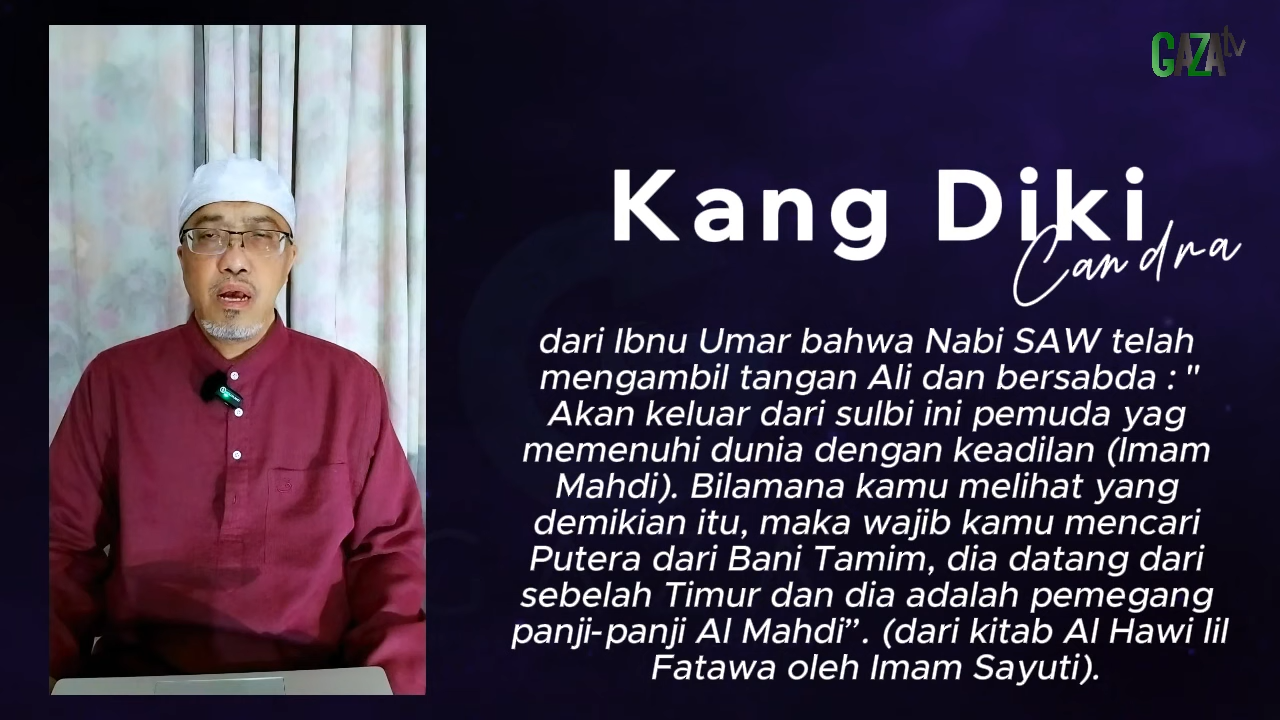 GAZA tv
Kang Diki
Candra
dari Ibnu Umar bahwa Nabi SAW telah
mengambil tangan Ali dan bersabda : "
Akan keluar dari sulbi ini pemuda yag
memenuhi dunia dengan keadilan (Imam
Mahdi). Bilamana kamu melihat yang
demikian itu, maka wajib kamu mencari
Putera dari Bani Tamim, dia datang dari
sebelah Timur dan dia adalah pemegang
panji-panji Al Mahdi”. (dari kitab Al Hawi lil
Fatawa oleh Imam Sayuti).